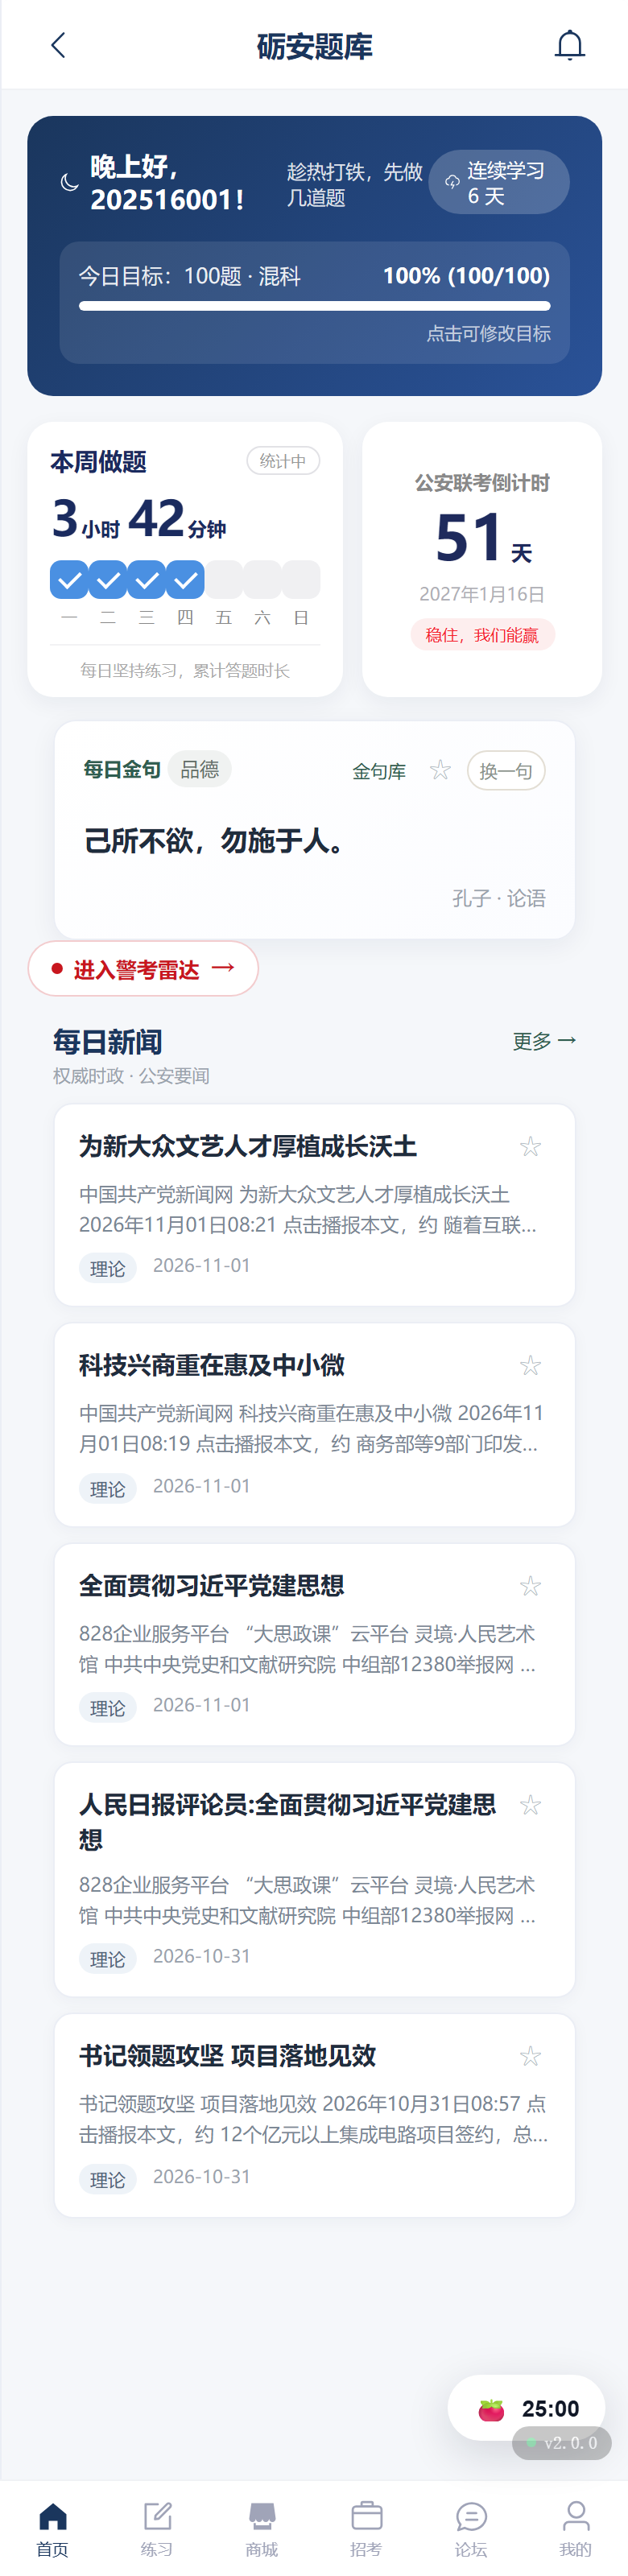 砺安题库
晚上好，
202516001！
趁热打铁，先做
几道题
连续学习
6 天
今日目标：100题 · 混科
100% (100/100)
点击可修改目标
本周做题
统计中
3小时 42分钟
一 二 三 四 五 六 日
每日坚持练习，累计答题时长
公安联考倒计时
51天
2027年1月16日
稳住，我们能赢
每日金句 品德
金句库 ☆ 换一句
己所不欲，勿施于人。
孔子 · 论语
进入警考雷达 →
每日新闻
更多 →
权威时政 · 公安要闻
为新大众文艺人才厚植成长沃土
中国共产党新闻网 为新大众文艺人才厚植成长沃土
2026年11月01日08:21 点击播报本文，约 随着互联...
理论 2026-11-01
科技兴商重在惠及中小微
中国共产党新闻网 科技兴商重在惠及中小微 2026年11
月01日08:19 点击播报本文，约 商务部等9部门印发...
理论 2026-11-01
全面贯彻习近平党建思想
828企业服务平台 “大思政课”云平台 灵境·人民艺术
馆 中共中央党史和文献研究院 中组部12380举报网 ...
理论 2026-11-01
人民日报评论员:全面贯彻习近平党建思
想
828企业服务平台 “大思政课”云平台 灵境·人民艺术
馆 中共中央党史和文献研究院 中组部12380举报网 ...
理论 2026-10-31
书记领题攻坚 项目落地见效
书记领题攻坚 项目落地见效 2026年10月31日08:57 点
击播报本文，约 12个亿元以上集成电路项目签约，总...
理论 2026-10-31
25:00
v2.0.0
首页 练习 商城 招考 论坛 我的